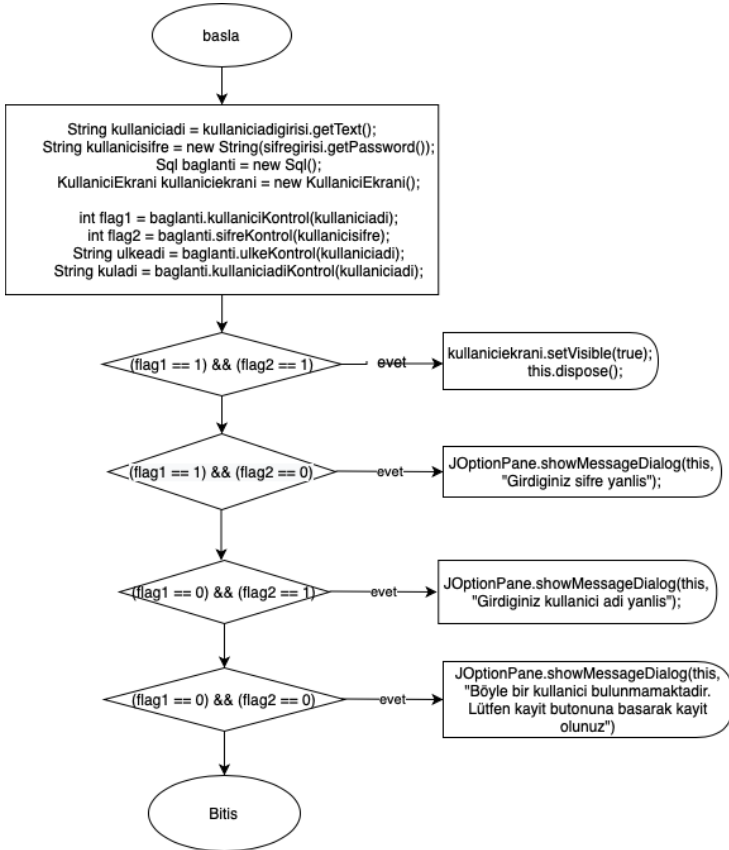 basla
String kullaniciadi = kullaniciadigirisi.getText();
String kullanicisifre = new String(sifregirisi.getPassword());
Sql baglanti = new Sql();
KullaniciEkrani kullaniciekrani = new KullaniciEkrani();
int flag1 = baglanti.kullaniciKontrol(kullaniciadi);
int flag2 = baglanti.sifreKontrol(kullanicisifre);
String ulkeadi = baglanti.ulkeKontrol(kullaniciadi);
String kuladi = baglanti.kullaniciadiKontrol(kullaniciadi);
(flag1 == 1) && (flag2 == 1)
evet
kullaniciekrani.setVisible(true);
this.dispose();
(flag1 == 1) && (flag2 == 0)
evet
JOptionPane.showMessageDialog(this,
"Girdiginiz sifre yanlis");
(flag1 == 0) && (flag2 == 1)
evet
JOptionPane.showMessageDialog(this,
"Girdiginiz kullanici adi yanlis");
(flag1 == 0) && (flag2 == 0)
evet
JOptionPane.showMessageDialog(this,
"Böyle bir kullanici bulunmamaktadir.
Lütfen kayit butonuna basarak kayit
olunuz")
Bitis